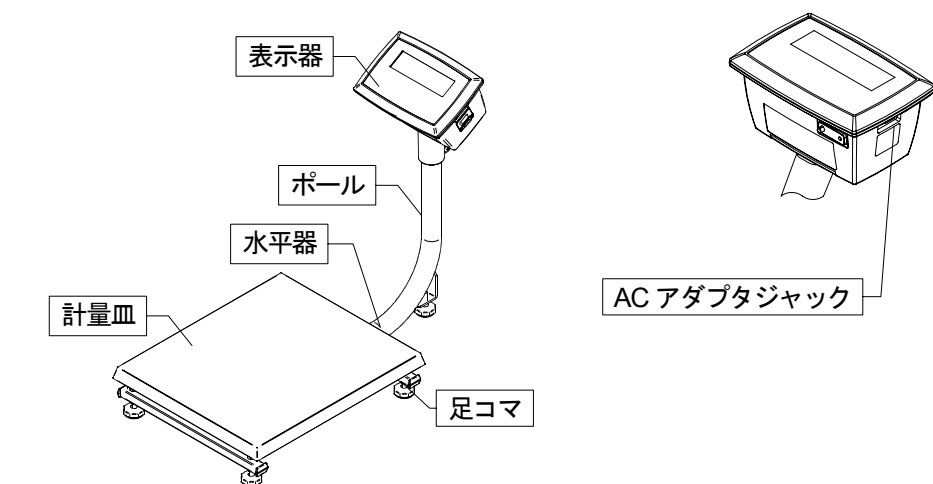 表示器
ポール
水平器
計量皿
足コマ
AC アダプタジャック